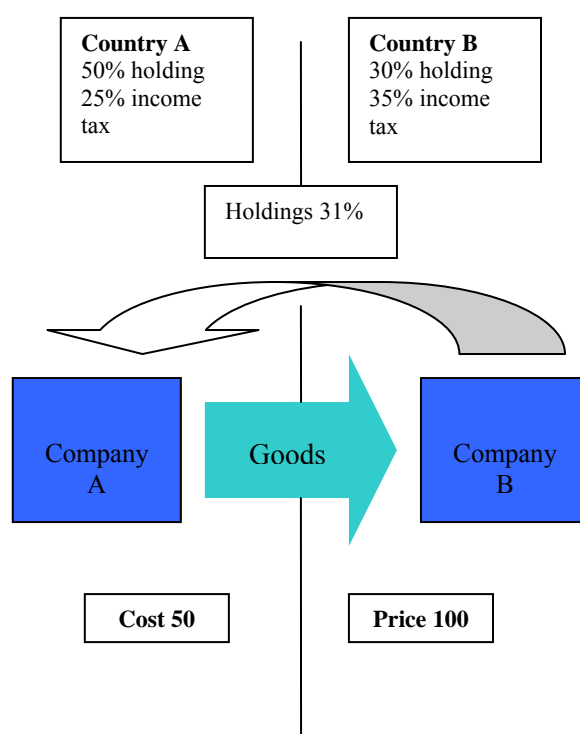 Country A
50% holding
25% income
tax
Country B
30% holding
35% income
tax
Holdings 31%
Company
A
Goods
Company
B
Cost 50
Price 100